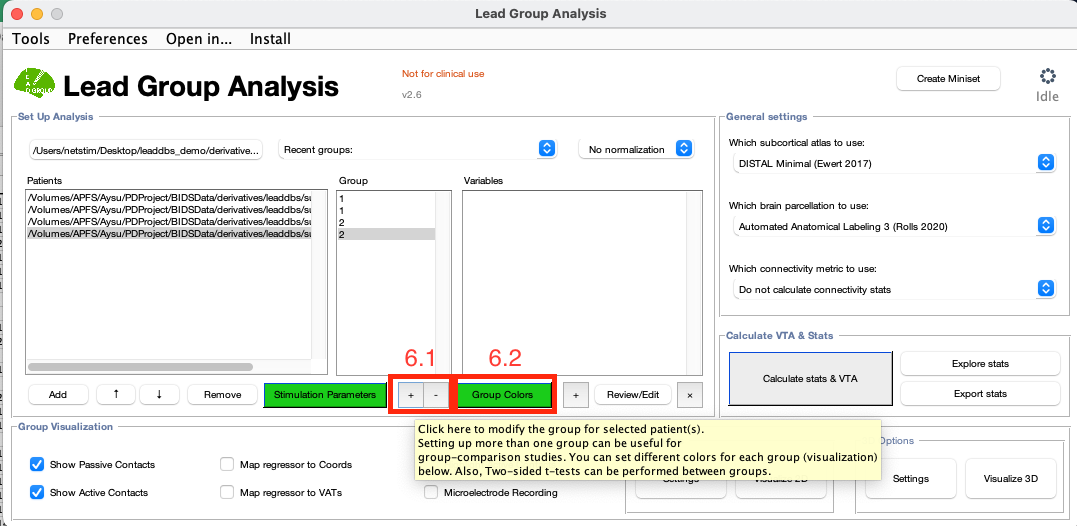 Lead Group Analysis
Tools Preferences Open in... Install
Lead Group Analysis
Not for clinical use
v2.6
Create Miniset
Idle
Set Up Analysis
/Users/netstim/Desktop/leaddbs_demo/derivative...
Recent groups:
No normalization
Patients
Group
Variables
/Volumes/APFS/Aysu/PDProject/BIDSData/derivatives/leaddbs/su
/Volumes/APFS/Aysu/PDProject/BIDSData/derivatives/leaddbs/su
/Volumes/APFS/Aysu/PDProject/BIDSData/derivatives/leaddbs/su
/Volumes/APFS/Aysu/PDProject/BIDSData/derivatives/leaddbs/su
1
1
2
2
6.1
6.2
Add
↑
↓
Remove
Stimulation Parameters
+
-
Group Colors
+
Review/Edit
×
General settings
Which subcortical atlas to use:
DISTAL Minimal (Ewert 2017)
Which brain parcellation to use:
Automated Anatomical Labeling 3 (Rolls 2020)
Which connectivity metric to use:
Do not calculate connectivity stats
Calculate VTA & Stats
Calculate stats & VTA
Explore stats
Export stats
Click here to modify the group for selected patient(s).
Setting up more than one group can be useful for
group-comparison studies. You can set different colors for each group (visualization)
below. Also, Two-sided t-tests can be performed between groups.
Group Visualization
Show Passive Contacts
Map regressor to Coords
Show Active Contacts
Map regressor to VATs
Microelectrode Recording
Settings
Visualize 2D
Options
Settings
Visualize 3D